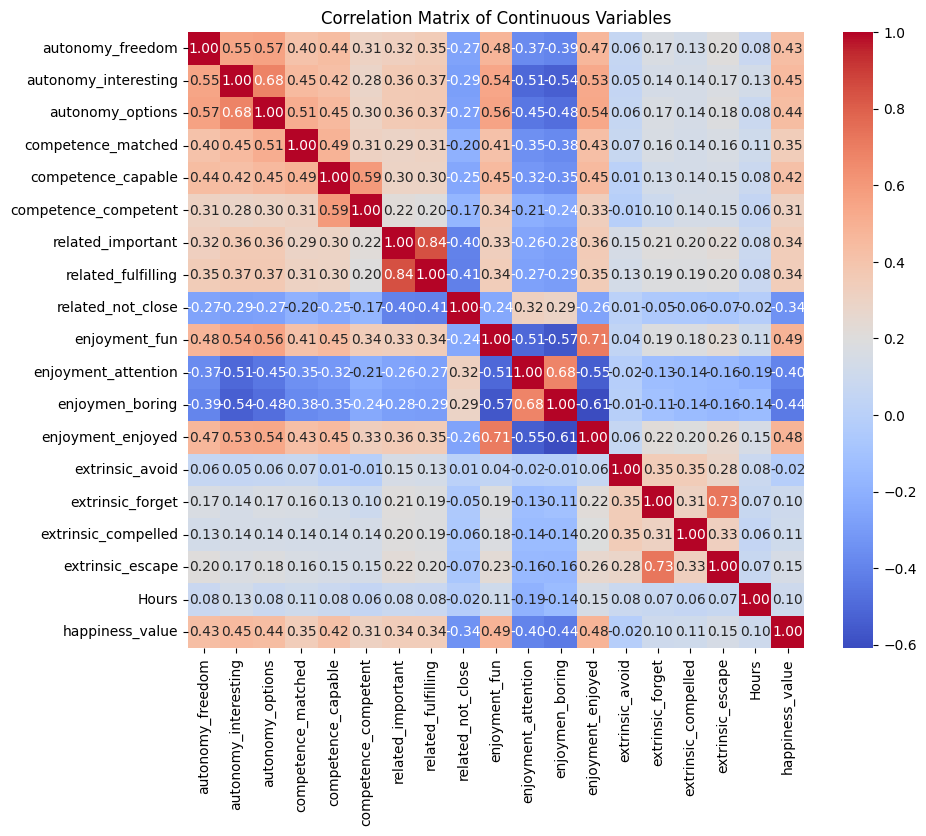 Correlation Matrix of Continuous Variables
autonomy_freedom 1.00 0.55 0.57 0.40 0.44 0.31 0.32 0.35 -0.27 0.48 -0.37 -0.39 0.47 0.06 0.17 0.13 0.20 0.08 0.43
autonomy_interesting 0.55 1.00 0.68 0.45 0.42 0.28 0.36 0.37 -0.29 0.54 -0.51 -0.54 0.53 0.05 0.14 0.14 0.17 0.13 0.45
autonomy_options 0.57 0.68 1.00 0.51 0.45 0.30 0.36 0.37 -0.27 0.56 -0.45 -0.48 0.54 0.06 0.17 0.14 0.18 0.08 0.44
competence_matched 0.40 0.45 0.51 1.00 0.49 0.31 0.29 0.31 -0.20 0.41 -0.35 -0.38 0.43 0.07 0.16 0.14 0.16 0.11 0.35
competence_capable 0.44 0.42 0.45 0.49 1.00 0.59 0.30 0.30 -0.25 0.45 -0.32 -0.35 0.45 0.01 0.13 0.14 0.15 0.08 0.42
competence_competent 0.31 0.28 0.30 0.31 0.59 1.00 0.22 0.20 -0.17 0.34 -0.21 -0.24 0.33 -0.01 0.10 0.14 0.15 0.06 0.31
related_important 0.32 0.36 0.36 0.29 0.30 0.22 1.00 0.84 -0.40 0.33 -0.26 -0.28 0.36 0.15 0.21 0.20 0.22 0.08 0.34
related_fulfilling 0.35 0.37 0.37 0.31 0.30 0.20 0.84 1.00 -0.41 0.34 -0.27 -0.29 0.35 0.13 0.19 0.19 0.20 0.08 0.34
related_not_close -0.27 -0.29 -0.27 -0.20 -0.25 -0.17 -0.40 -0.41 1.00 -0.24 0.32 0.29 -0.26 0.01 -0.05 -0.06 -0.07 -0.02 -0.34
enjoyment_fun 0.48 0.54 0.56 0.41 0.45 0.34 0.33 0.34 -0.24 1.00 -0.51 -0.57 0.71 0.04 0.19 0.18 0.23 0.11 0.49
enjoyment_attention -0.37 -0.51 -0.45 -0.35 -0.32 -0.21 -0.26 -0.27 0.32 -0.51 1.00 0.68 -0.55 -0.02 -0.13 -0.14 -0.16 -0.19 -0.40
enjoymen_boring -0.39 -0.54 -0.48 -0.38 -0.35 -0.24 -0.28 -0.29 0.29 -0.57 0.68 1.00 -0.61 -0.01 -0.11 -0.14 -0.16 -0.14 -0.44
enjoyment_enjoyed 0.47 0.53 0.54 0.43 0.45 0.33 0.36 0.35 -0.26 0.71 -0.55 -0.61 1.00 0.06 0.22 0.20 0.26 0.15 0.48
extrinsic_avoid 0.06 0.05 0.06 0.07 0.01 -0.01 0.15 0.13 0.01 0.04 -0.02 -0.01 0.06 1.00 0.35 0.35 0.28 0.08 -0.02
extrinsic_forget 0.17 0.14 0.17 0.16 0.13 0.10 0.21 0.19 -0.05 0.19 -0.13 -0.11 0.22 0.35 1.00 0.31 0.73 0.07 0.10
extrinsic_compelled 0.13 0.14 0.14 0.14 0.14 0.14 0.20 0.19 -0.06 0.18 -0.14 -0.14 0.20 0.35 0.31 1.00 0.33 0.06 0.11
extrinsic_escape 0.20 0.17 0.18 0.16 0.15 0.15 0.22 0.20 -0.07 0.23 -0.16 -0.16 0.26 0.28 0.73 0.33 1.00 0.07 0.15
Hours 0.08 0.13 0.08 0.11 0.08 0.06 0.08 0.08 -0.02 0.11 -0.19 -0.14 0.15 0.08 0.07 0.06 0.07 1.00 0.10
happiness_value 0.43 0.45 0.44 0.35 0.42 0.31 0.34 0.34 -0.34 0.49 -0.40 -0.44 0.48 -0.02 0.10 0.11 0.15 0.10 1.00
autonomy_freedom
autonomy_interesting
autonomy_options
competence_matched
competence_capable
competence_competent
related_important
related_fulfilling
related_not_close
enjoyment_fun
enjoyment_attention
enjoymen_boring
enjoyment_enjoyed
extrinsic_avoid
extrinsic_forget
extrinsic_compelled
extrinsic_escape
Hours
happiness_value
1.0
0.8
0.6
0.4
0.2
0.0
-0.2
-0.4
-0.6